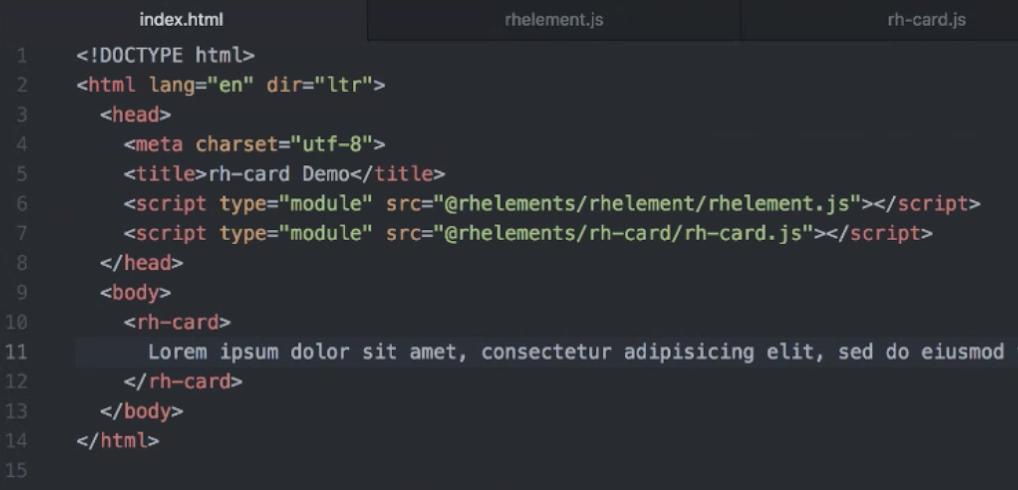 index.html rhelement.js rh-card.js
1 <!DOCTYPE html>
2 <html lang="en" dir="ltr">
3 <head>
4 <meta charset="utf-8">
5 <title>rh-card Demo</title>
6 <script type="module" src="@rhelements/rhelement/rhelement.js"></script>
7 <script type="module" src="@rhelements/rh-card/rh-card.js"></script>
8 </head>
9 <body>
10 <rh-card>
11 Lorem ipsum dolor sit amet, consectetur adipisicing elit, sed do eiusmod
12 </rh-card>
13 </body>
14 </html>
15